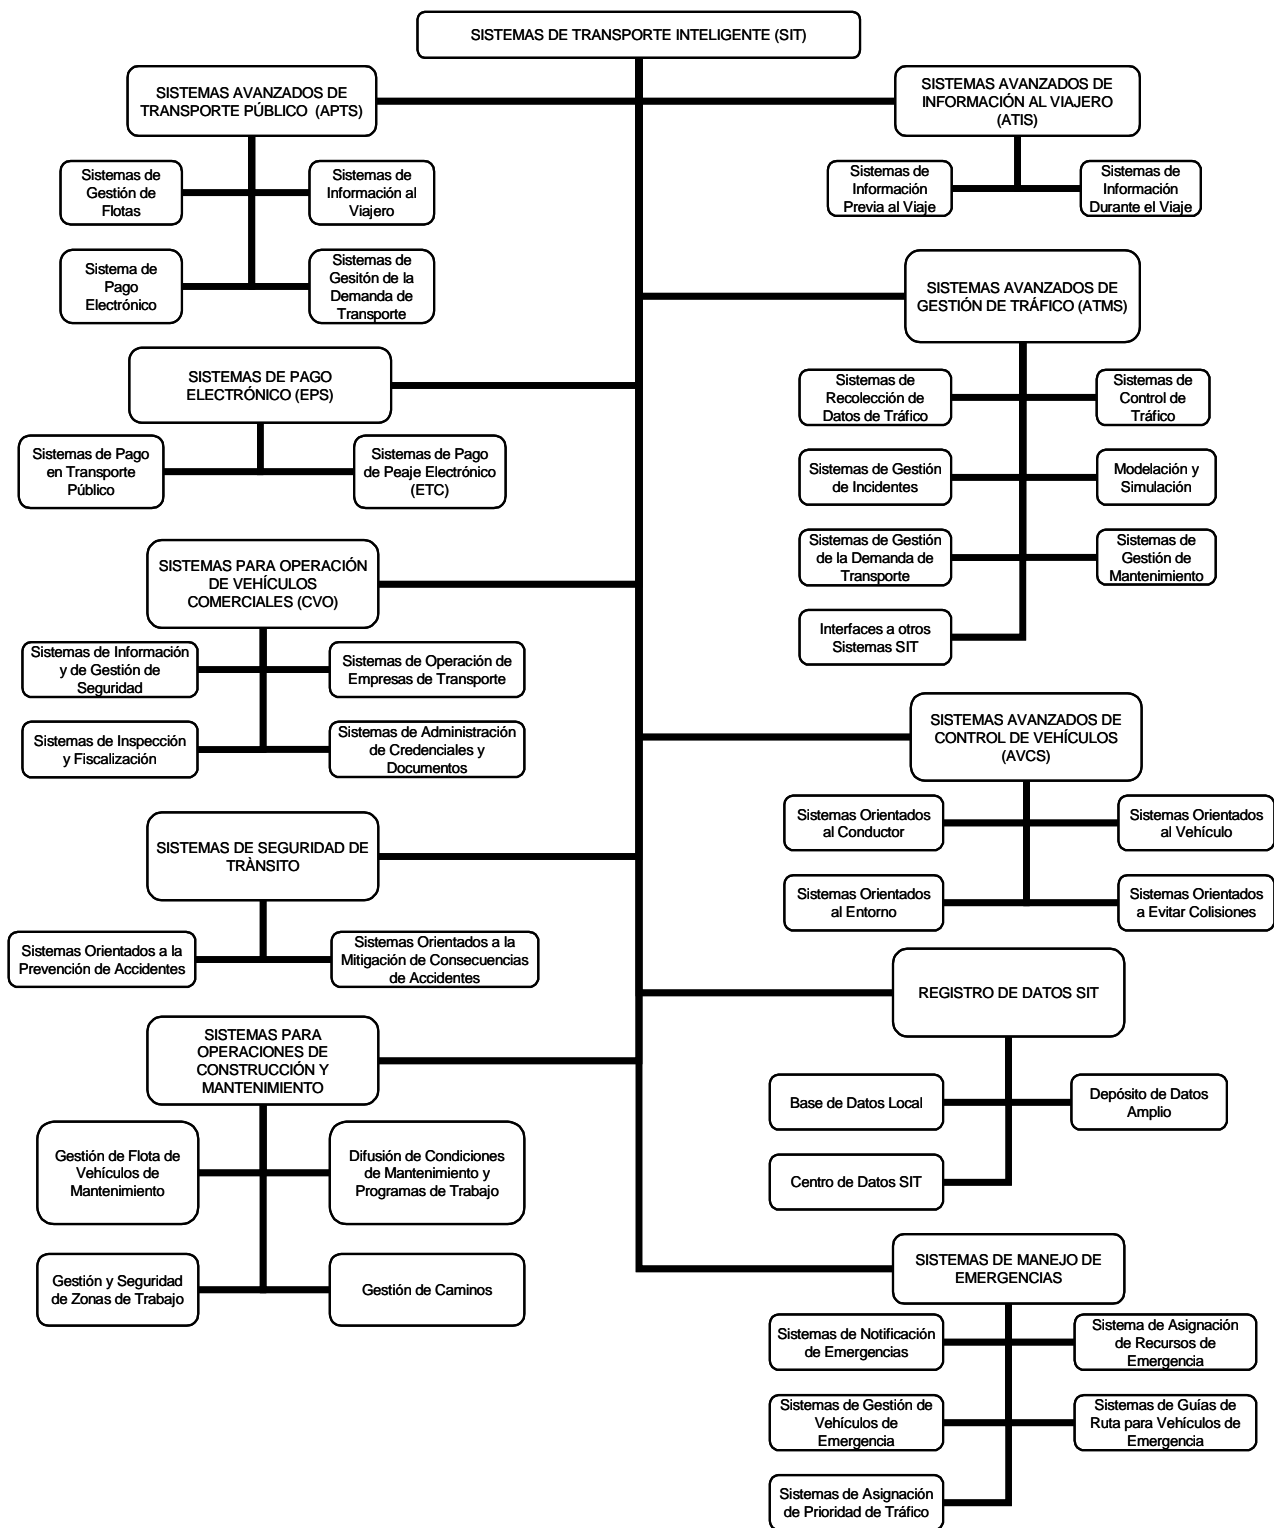 SISTEMAS DE TRANSPORTE INTELIGENTE (SIT)
SISTEMAS AVANZADOS DE
TRANSPORTE PÚBLICO (APTS)
Sistemas de
Gestión de
Flotas
Sistemas de
Información al
Viajero
Sistema de
Pago
Electrónico
Sistemas de
Gesitón de la
Demanda de
Transporte
SISTEMAS DE PAGO
ELECTRÓNICO (EPS)
Sistemas de Pago
en Transporte
Público
Sistemas de Pago
de Peaje Electrónico
(ETC)
SISTEMAS PARA OPERACIÓN
DE VEHÍCULOS
COMERCIALES (CVO)
Sistemas de Información
y de Gestión de
Seguridad
Sistemas de Operación de
Empresas de Transporte
Sistemas de Inspección
y Fiscalización
Sistemas de Administración
de Credenciales y
Documentos
SISTEMAS DE SEGURIDAD DE
TRÀNSITO
Sistemas Orientados a la
Prevención de Accidentes
Sistemas Orientados a la
Mitigación de Consecuencias
de Accidentes
SISTEMAS PARA
OPERACIONES DE
CONSTRUCCIÓN Y
MANTENIMIENTO
Gestión de Flota de
Vehículos de
Mantenimiento
Difusión de Condiciones
de Mantenimiento y
Programas de Trabajo
Gestión y Seguridad
de Zonas de Trabajo
Gestión de Caminos
SISTEMAS AVANZADOS DE
INFORMACIÓN AL VIAJERO
(ATIS)
Sistemas de
Información
Previa al Viaje
Sistemas de
Información
Durante el Viaje
SISTEMAS AVANZADOS DE
GESTIÓN DE TRÁFICO (ATMS)
Sistemas de
Recolección de
Datos de Tráfico
Sistemas de
Control de
Tráfico
Sistemas de Gestión
de Incidentes
Modelación y
Simulación
Sistemas de Gestión
de la Demanda de
Transporte
Sistemas de
Gestión de
Mantenimiento
Interfaces a otros
Sistemas SIT
SISTEMAS AVANZADOS DE
CONTROL DE VEHÍCULOS
(AVCS)
Sistemas Orientados
al Conductor
Sistemas Orientados
al Vehículo
Sistemas Orientados
al Entorno
Sistemas Orientados
a Evitar Colisiones
REGISTRO DE DATOS SIT
Base de Datos Local
Depósito de Datos
Amplio
Centro de Datos SIT
SISTEMAS DE MANEJO DE
EMERGENCIAS
Sistemas de Notificación
de Emergencias
Sistema de Asignación
de Recursos de
Emergencia
Sistemas de Gestión de
Vehículos de
Emergencia
Sistemas de Guías de
Ruta para Vehículos de
Emergencia
Sistemas de Asignación
de Prioridad de Tráfico